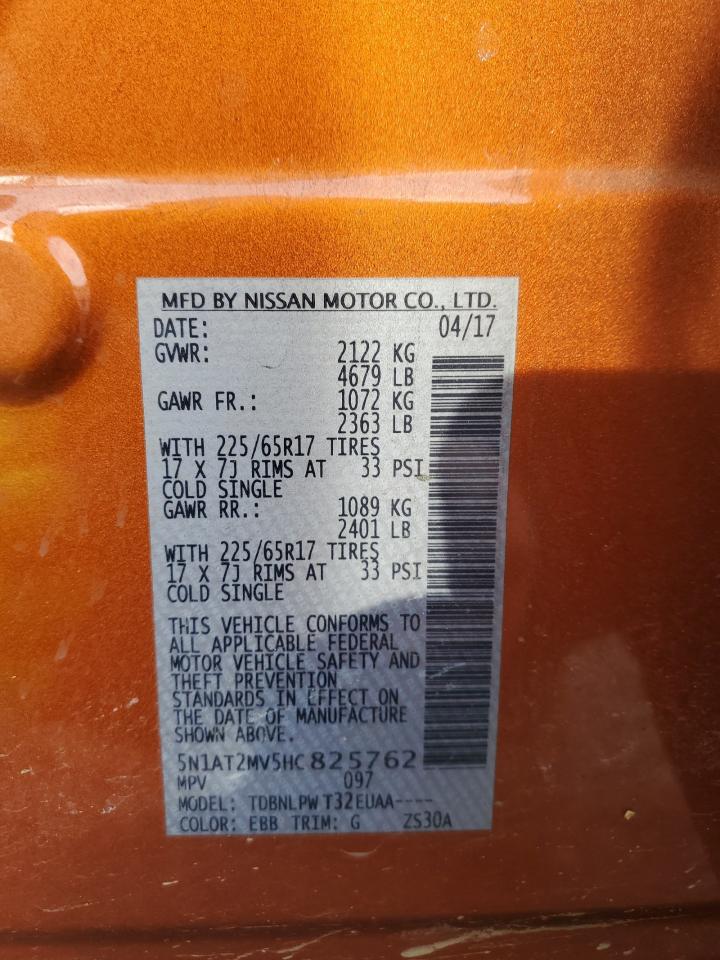 MFD BY NISSAN MOTOR CO., LTD.
DATE: 04/17
GVWR: 2122 KG
4679 LB
GAWR FR.: 1072 KG
2363 LB
WITH 225/65R17 TIRES
17 X 7J RIMS AT 33 PSI
COLD SINGLE
GAWR RR.: 1089 KG
2401 LB
WITH 225/65R17 TIRES
17 X 7J RIMS AT 33 PSI
COLD SINGLE
THIS VEHICLE CONFORMS TO
ALL APPLICABLE FEDERAL
MOTOR VEHICLE SAFETY AND
THEFT PREVENTION
STANDARDS IN EFFECT ON
THE DATE OF MANUFACTURE
SHOWN ABOVE.
5N1AT2MV5HC825762
MPV 097
MODEL: TDBNLPW T32EUAA----
COLOR: EBB TRIM: G ZS30A